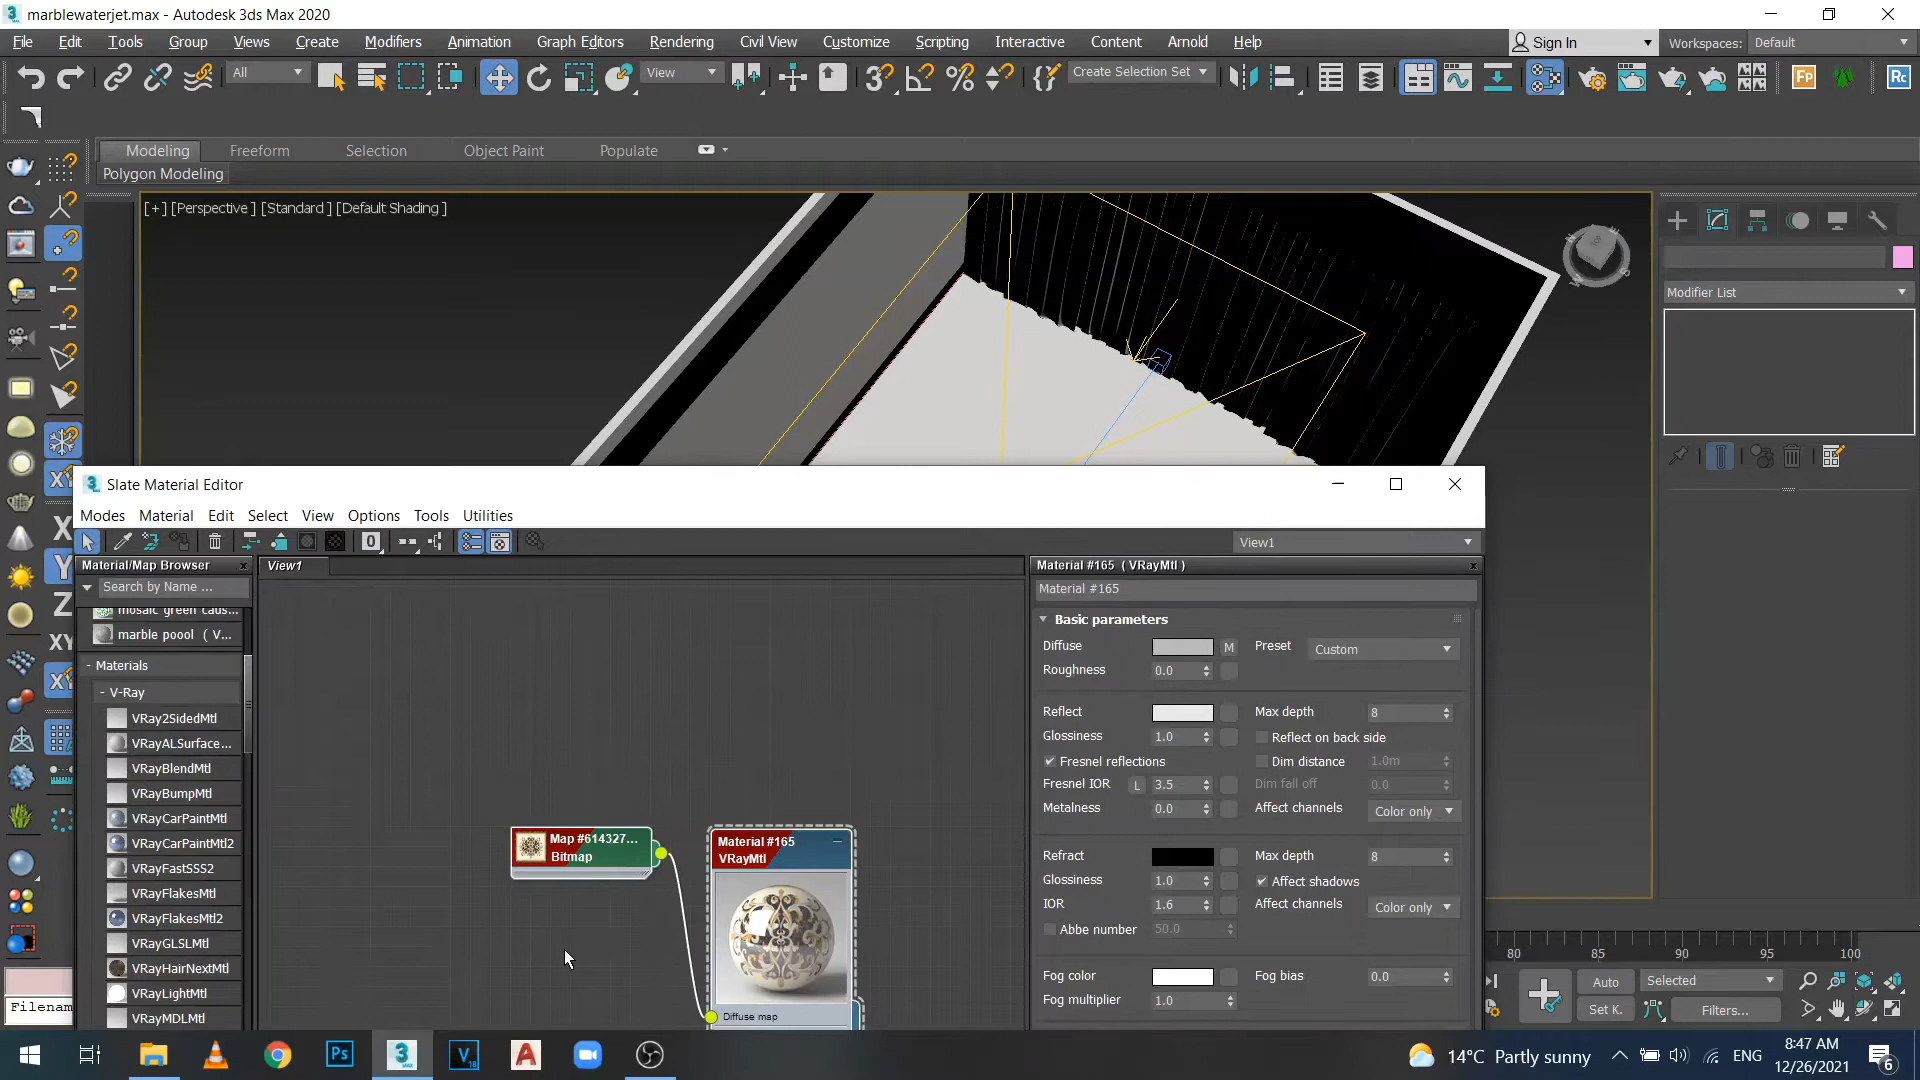 marblewaterjet.max - Autodesk 3ds Max 2020
File Edit Tools Group Views Create Modifiers Animation Graph Editors Rendering Civil View Customize Scripting Interactive Content Arnold Help
Sign In
Workspaces: Default
All
View
Create Selection Set
Fp
Rc
Modeling Freeform Selection Object Paint Populate
Polygon Modeling
[+] [Perspective ] [Standard ] [Default Shading ]
Modifier List
Slate Material Editor
Modes Material Edit Select View Options Tools Utilities
View1
Material/Map Browser
View1
Material #165 ( VRayMtl )
Search by Name ...
Material #165
mosaic green caus...
marble poool ( V...
- Materials
- V-Ray
VRay2SidedMtl
VRayALSurface...
VRayBlendMtl
VRayBumpMtl
VRayCarPaintMtl
VRayCarPaintMtl2
VRayFastSSS2
VRayFlakesMtl
VRayFlakesMtl2
VRayGLSLMtl
VRayHairNextMtl
VRayLightMtl
VRayMDLMtl
X
Y
Z
XY
Map #614327...
Bitmap
Material #165
VRayMtl
Diffuse map
Basic parameters
Diffuse M Preset Custom
Roughness 0.0
Reflect Max depth 8
Glossiness 1.0 Reflect on back side
Fresnel reflections Dim distance 1.0m
Fresnel IOR L 3.5 Dim fall off 0.0
Metalness 0.0 Affect channels Color only
Refract Max depth 8
Glossiness 1.0 Affect shadows
IOR 1.6 Affect channels Color only
Abbe number 50.0
Fog color Fog bias 0.0
Fog multiplier 1.0
80 85 90 95 100
Auto Selected
Set K. Filters...
Filename
14°C Partly sunny
ENG
8:47 AM
12/26/2021
6